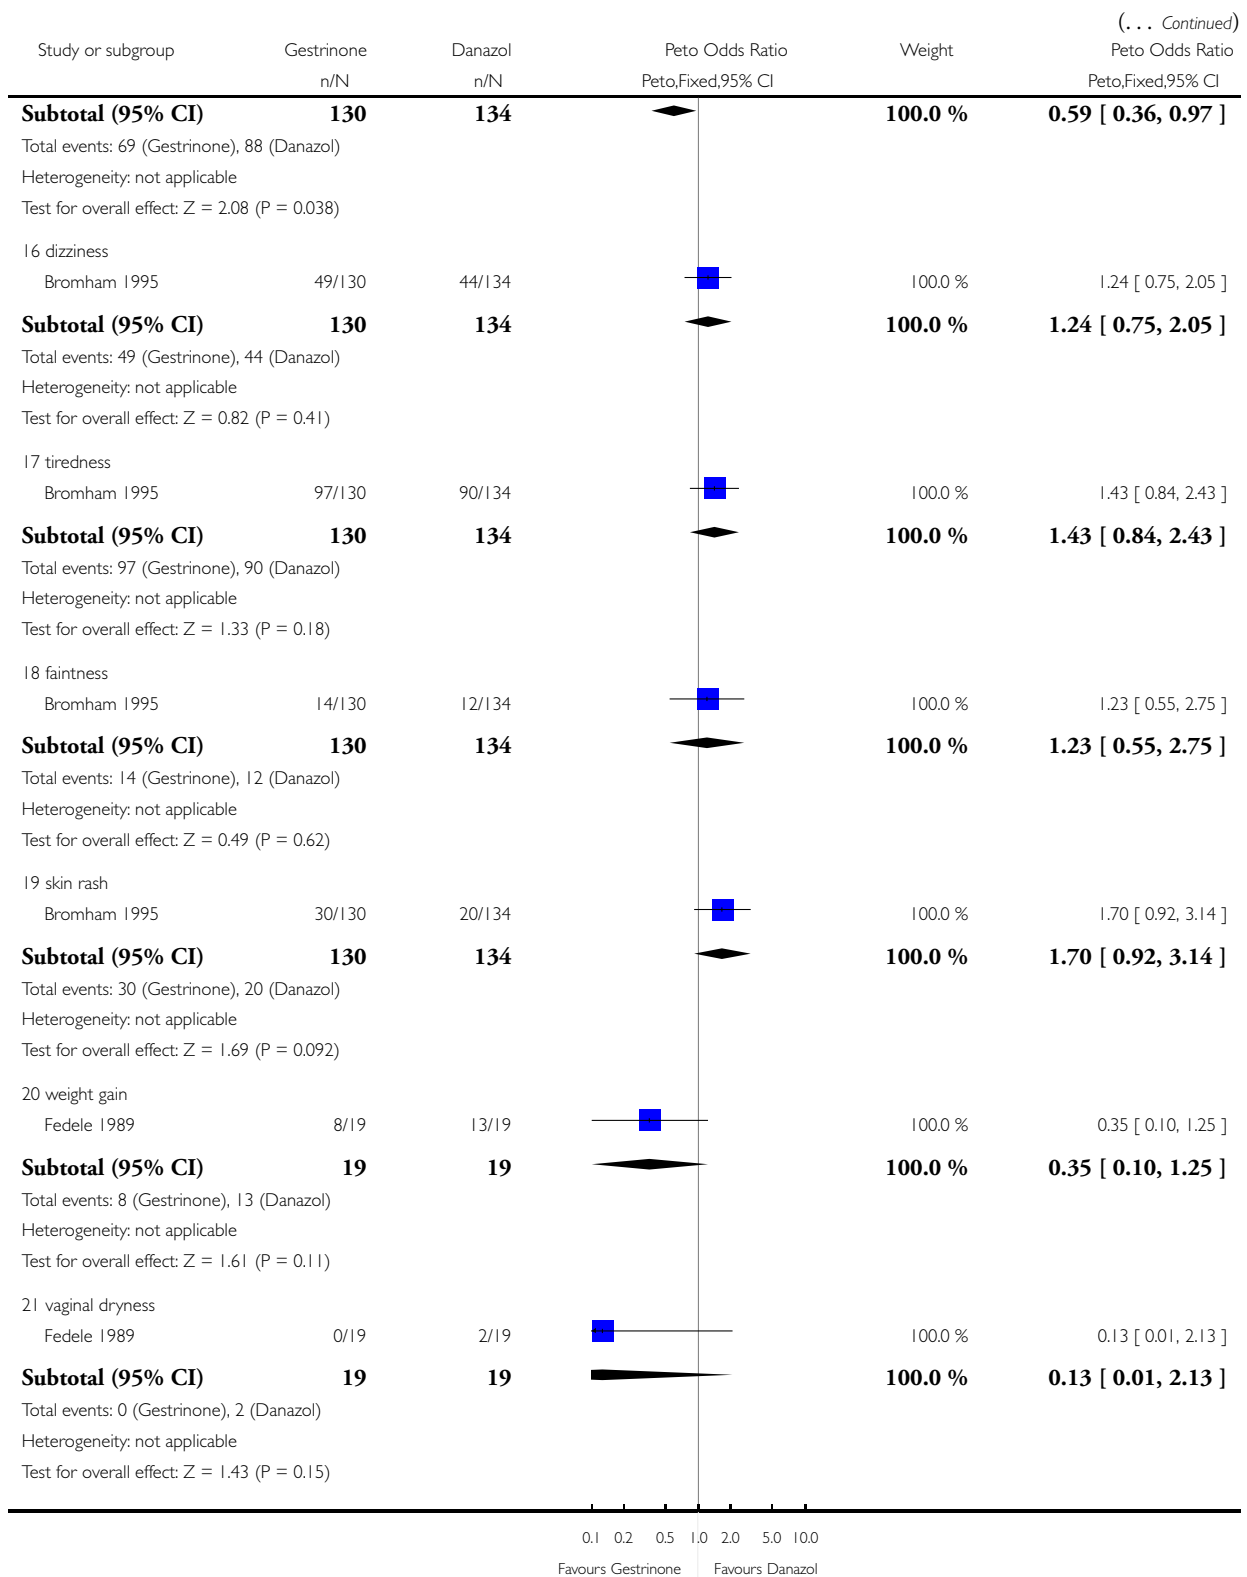 (... Continued)
Study or subgroup Gestrinone Danazol Peto Odds Ratio Weight Peto Odds Ratio
n/N n/N Peto,Fixed,95% CI Peto,Fixed,95% CI
Subtotal (95% CI) 130 134 100.0 % 0.59 [ 0.36, 0.97 ]
Total events: 69 (Gestrinone), 88 (Danazol)
Heterogeneity: not applicable
Test for overall effect: Z = 2.08 (P = 0.038)
16 dizziness
Bromham 1995 49/130 44/134 100.0 % 1.24 [ 0.75, 2.05 ]
Subtotal (95% CI) 130 134 100.0 % 1.24 [ 0.75, 2.05 ]
Total events: 49 (Gestrinone), 44 (Danazol)
Heterogeneity: not applicable
Test for overall effect: Z = 0.82 (P = 0.41)
17 tiredness
Bromham 1995 97/130 90/134 100.0 % 1.43 [ 0.84, 2.43 ]
Subtotal (95% CI) 130 134 100.0 % 1.43 [ 0.84, 2.43 ]
Total events: 97 (Gestrinone), 90 (Danazol)
Heterogeneity: not applicable
Test for overall effect: Z = 1.33 (P = 0.18)
18 faintness
Bromham 1995 14/130 12/134 100.0 % 1.23 [ 0.55, 2.75 ]
Subtotal (95% CI) 130 134 100.0 % 1.23 [ 0.55, 2.75 ]
Total events: 14 (Gestrinone), 12 (Danazol)
Heterogeneity: not applicable
Test for overall effect: Z = 0.49 (P = 0.62)
19 skin rash
Bromham 1995 30/130 20/134 100.0 % 1.70 [ 0.92, 3.14 ]
Subtotal (95% CI) 130 134 100.0 % 1.70 [ 0.92, 3.14 ]
Total events: 30 (Gestrinone), 20 (Danazol)
Heterogeneity: not applicable
Test for overall effect: Z = 1.69 (P = 0.092)
20 weight gain
Fedele 1989 8/19 13/19 100.0 % 0.35 [ 0.10, 1.25 ]
Subtotal (95% CI) 19 19 100.0 % 0.35 [ 0.10, 1.25 ]
Total events: 8 (Gestrinone), 13 (Danazol)
Heterogeneity: not applicable
Test for overall effect: Z = 1.61 (P = 0.11)
21 vaginal dryness
Fedele 1989 0/19 2/19 100.0 % 0.13 [ 0.01, 2.13 ]
Subtotal (95% CI) 19 19 100.0 % 0.13 [ 0.01, 2.13 ]
Total events: 0 (Gestrinone), 2 (Danazol)
Heterogeneity: not applicable
Test for overall effect: Z = 1.43 (P = 0.15)
0.1 0.2 0.5 1.0 2.0 5.0 10.0
Favours Gestrinone Favours Danazol